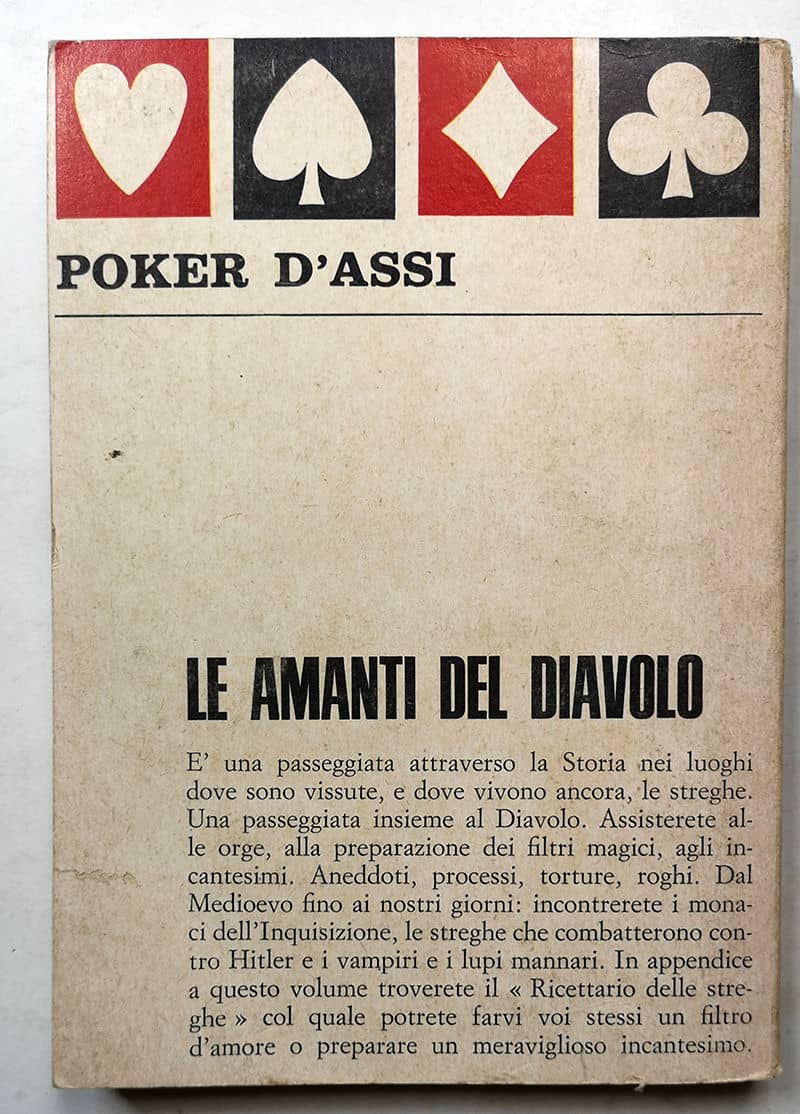 POKER D'ASSI
LE AMANTI DEL DIAVOLO
E' una passeggiata attraverso la Storia nei luoghi
dove sono vissute, e dove vivono ancora, le streghe.
Una passeggiata insieme al Diavolo. Assisterete al-
le orge, alla preparazione dei filtri magici, agli in-
cantesimi. Aneddoti, processi, torture, roghi. Dal
Medioevo fino ai nostri giorni: incontrerete i mona-
ci dell'Inquisizione, le streghe che combatterono con-
tro Hitler e i vampiri e i lupi mannari. In appendice
a questo volume troverete il « Ricettario delle stre-
ghe » col quale potrete farvi voi stessi un filtro
d'amore o preparare un meraviglioso incantesimo.